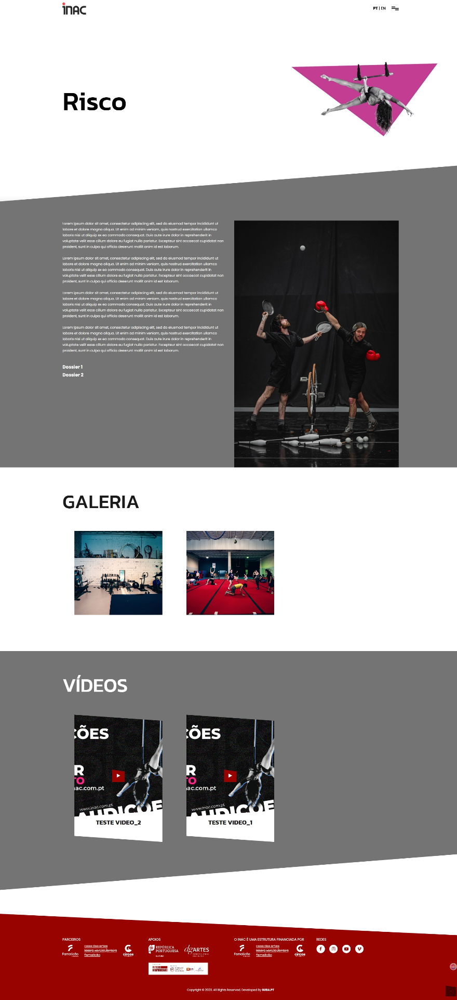 inac
PT | EN
Risco
Lorem ipsum dolor sit amet, consectetur adipiscing elit, sed do eiusmod tempor incididunt ut
labore et dolore magna aliqua. Ut enim ad minim veniam, quis nostrud exercitation ullamco
laboris nisi ut aliquip ex ea commodo consequat. Duis aute irure dolor in reprehenderit in
voluptate velit esse cillum dolore eu fugiat nulla pariatur. Excepteur sint occaecat cupidatat non
proident, sunt in culpa qui officia deserunt mollit anim id est laborum.
Lorem ipsum dolor sit amet, consectetur adipiscing elit, sed do eiusmod tempor incididunt ut
labore et dolore magna aliqua. Ut enim ad minim veniam, quis nostrud exercitation ullamco
laboris nisi ut aliquip ex ea commodo consequat. Duis aute irure dolor in reprehenderit in
voluptate velit esse cillum dolore eu fugiat nulla pariatur. Excepteur sint occaecat cupidatat non
proident, sunt in culpa qui officia deserunt mollit anim id est laborum.
Lorem ipsum dolor sit amet, consectetur adipiscing elit, sed do eiusmod tempor incididunt ut
labore et dolore magna aliqua. Ut enim ad minim veniam, quis nostrud exercitation ullamco
laboris nisi ut aliquip ex ea commodo consequat. Duis aute irure dolor in reprehenderit in
voluptate velit esse cillum dolore eu fugiat nulla pariatur. Excepteur sint occaecat cupidatat non
proident, sunt in culpa qui officia deserunt mollit anim id est laborum.
Lorem ipsum dolor sit amet, consectetur adipiscing elit, sed do eiusmod tempor incididunt ut
labore et dolore magna aliqua. Ut enim ad minim veniam, quis nostrud exercitation ullamco
laboris nisi ut aliquip ex ea commodo consequat. Duis aute irure dolor in reprehenderit in
voluptate velit esse cillum dolore eu fugiat nulla pariatur. Excepteur sint occaecat cupidatat non
proident, sunt in culpa qui officia deserunt mollit anim id est laborum.
Dossier 1
Dossier 2
GALERIA
VÍDEOS
ÇÕES
R
TO
nac.com.pt
www.inac.com.pt
AUDIÇOE
TESTE VIDEO_2
ÇÕES
R
TO
nac.com.pt
www.inac.com.pt
AUDIÇOE
TESTE VIDEO_1
PARCEIROS
Famalicão
casa das artes
teatro narciso ferreira
famalicão
circos
APOIOS
REPÚBLICA
PORTUGUESA
CULTURA
dgARTES
O INAC É UMA ESTRUTURA FINANCIADA POR
Famalicão
casa das artes
teatro narciso ferreira
famalicão
circos
REDES
Copyright © 2023. All Rights Reserved. Developed By SUBA.PT